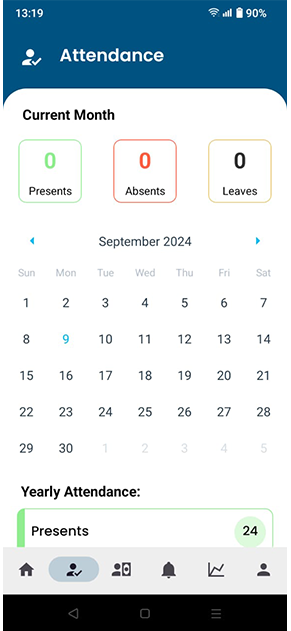 13:19 90%
Attendance
Current Month
0 0 0
Presents Absents Leaves
September 2024
Sun Mon Tue Wed Thu Fri Sat
1 2 3 4 5 6 7
8 9 10 11 12 13 14
15 16 17 18 19 20 21
22 23 24 25 26 27 28
29 30 1 2 3 4 5
Yearly Attendance:
Presents 24